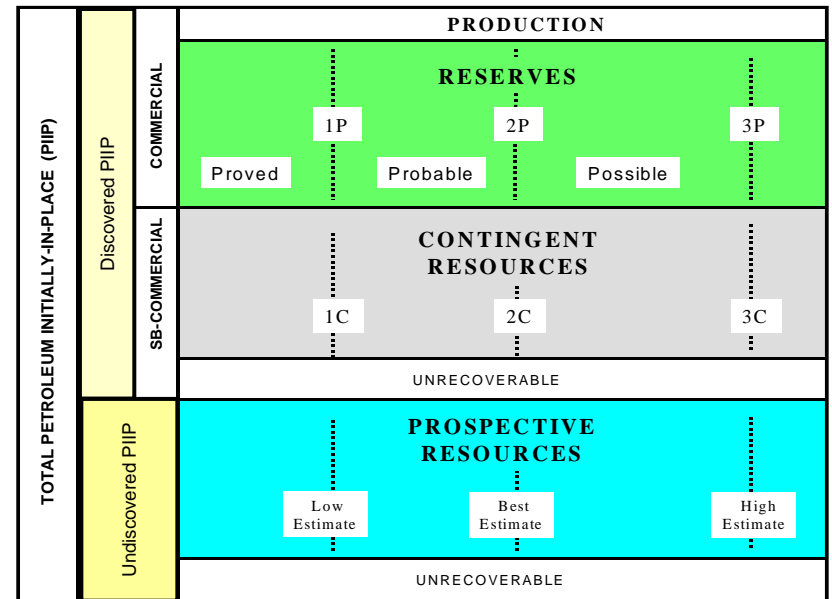 TOTAL PETROLEUM INITIALLY-IN-PLACE (PIIP)
Discovered PIIP
COMMERCIAL
PRODUCTION
RESERVES
1P
2P
3P
Proved
Probable
Possible
SB-COMMERCIAL
CONTINGENT
RESOURCES
1C
2C
3C
UNRECOVERABLE
Undiscovered PIIP
PROSPECTIVE
RESOURCES
Low
Estimate
Best
Estimate
High
Estimate
UNRECOVERABLE